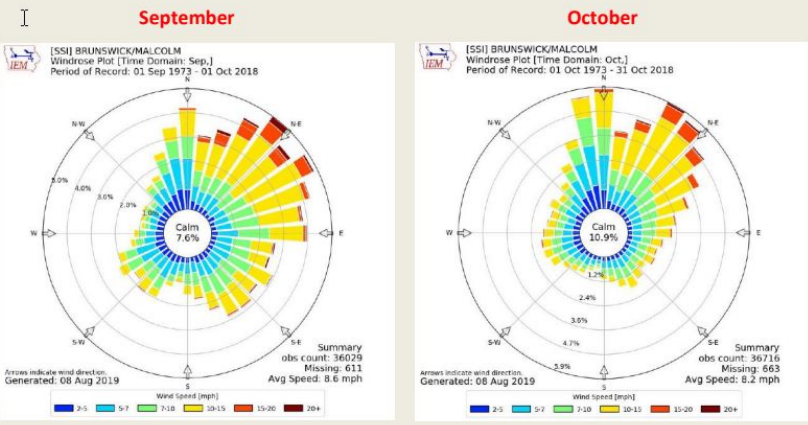 September
October
IEM
[SSI] BRUNSWICK/MALCOLM
Windrose Plot [Time Domain: Sep,]
Period of Record: 01 Sep 1973 - 01 Oct 2018
N
N-E
E
S-E
S
S-W
W
N-W
5.0%
4.0%
3.0%
2.0%
Calm
7.6%
Summary
obs count: 36029
Missing: 611
Avg Speed: 8.6 mph
Arrows indicate wind direction.
Generated: 08 Aug 2019
Wind Speed [mph]
2-5 5-7 7-10 10-15 15-20 20+
IEM
[SSI] BRUNSWICK/MALCOLM
Windrose Plot [Time Domain: Oct,]
Period of Record: 01 Oct 1973 - 31 Oct 2018
N
N-E
E
S-E
S
S-W
W
N-W
Calm
10.9%
1.2%
2.4%
3.6%
4.7%
5.9%
Summary
obs count: 36716
Missing: 663
Avg Speed: 8.2 mph
Arrows indicate wind direction.
Generated: 08 Aug 2019
Wind Speed [mph]
2-5 5-7 7-10 10-15 15-20 20+